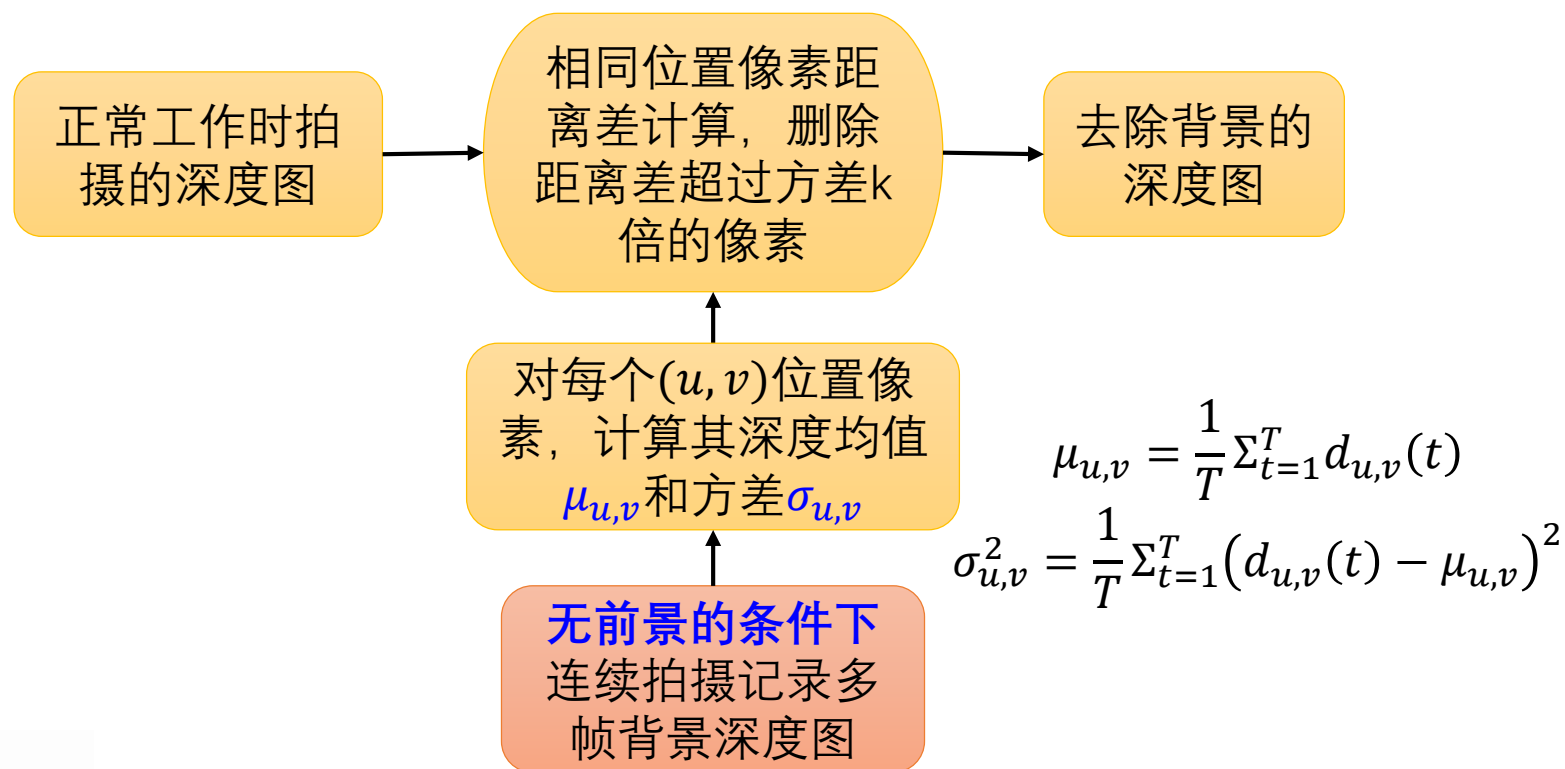 正常工作时拍
摄的深度图
相同位置像素距
离差计算，删除
距离差超过方差k
倍的像素
去除背景的
深度图
对每个(u, v)位置像
素，计算其深度均值
μ_{u,v}和方差σ_{u,v}
μ_{u,v} = \frac{1}{T} Σ_{t=1}^{T} d_{u,v}(t)
σ_{u,v}^{2} = \frac{1}{T} Σ_{t=1}^{T} (d_{u,v}(t) − μ_{u,v})^{2}
无前景的条件下
连续拍摄记录多
帧背景深度图